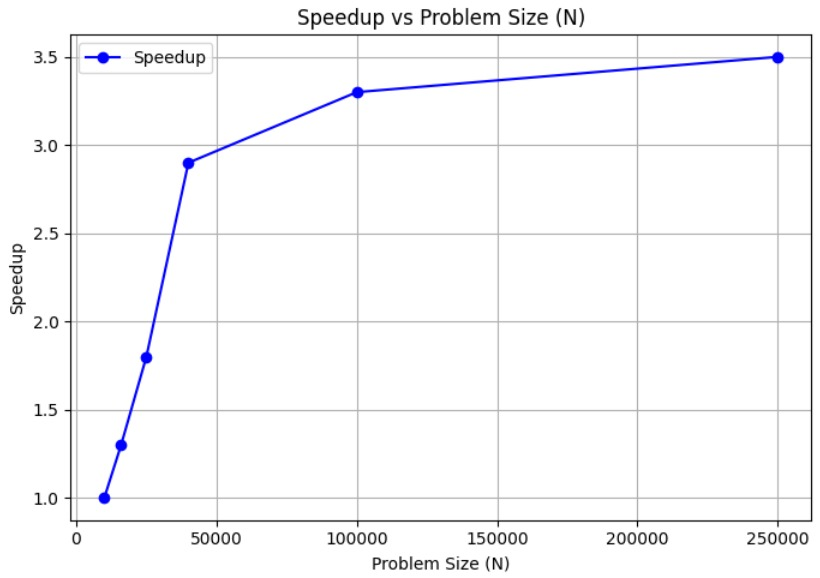 Speedup vs Problem Size (N)
Speedup
3.5
3.0
2.5
2.0
1.5
1.0
Speedup
0 50000 100000 150000 200000 250000
Problem Size (N)